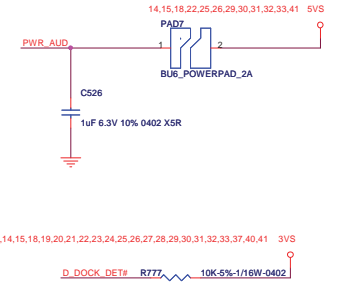 14,15,18,22,25,26,29,30,31,32,33,41 5VS
PAD7
PWR_AUD 1 2
BU6_POWERPAD_2A
C526
1uF 6.3V 10% 0402 X5R
,14,15,18,19,20,21,22,23,24,25,26,27,28,29,30,31,32,33,37,40,41 3VS
D_DOCK_DET# R777 10K-5%-1/16W-0402